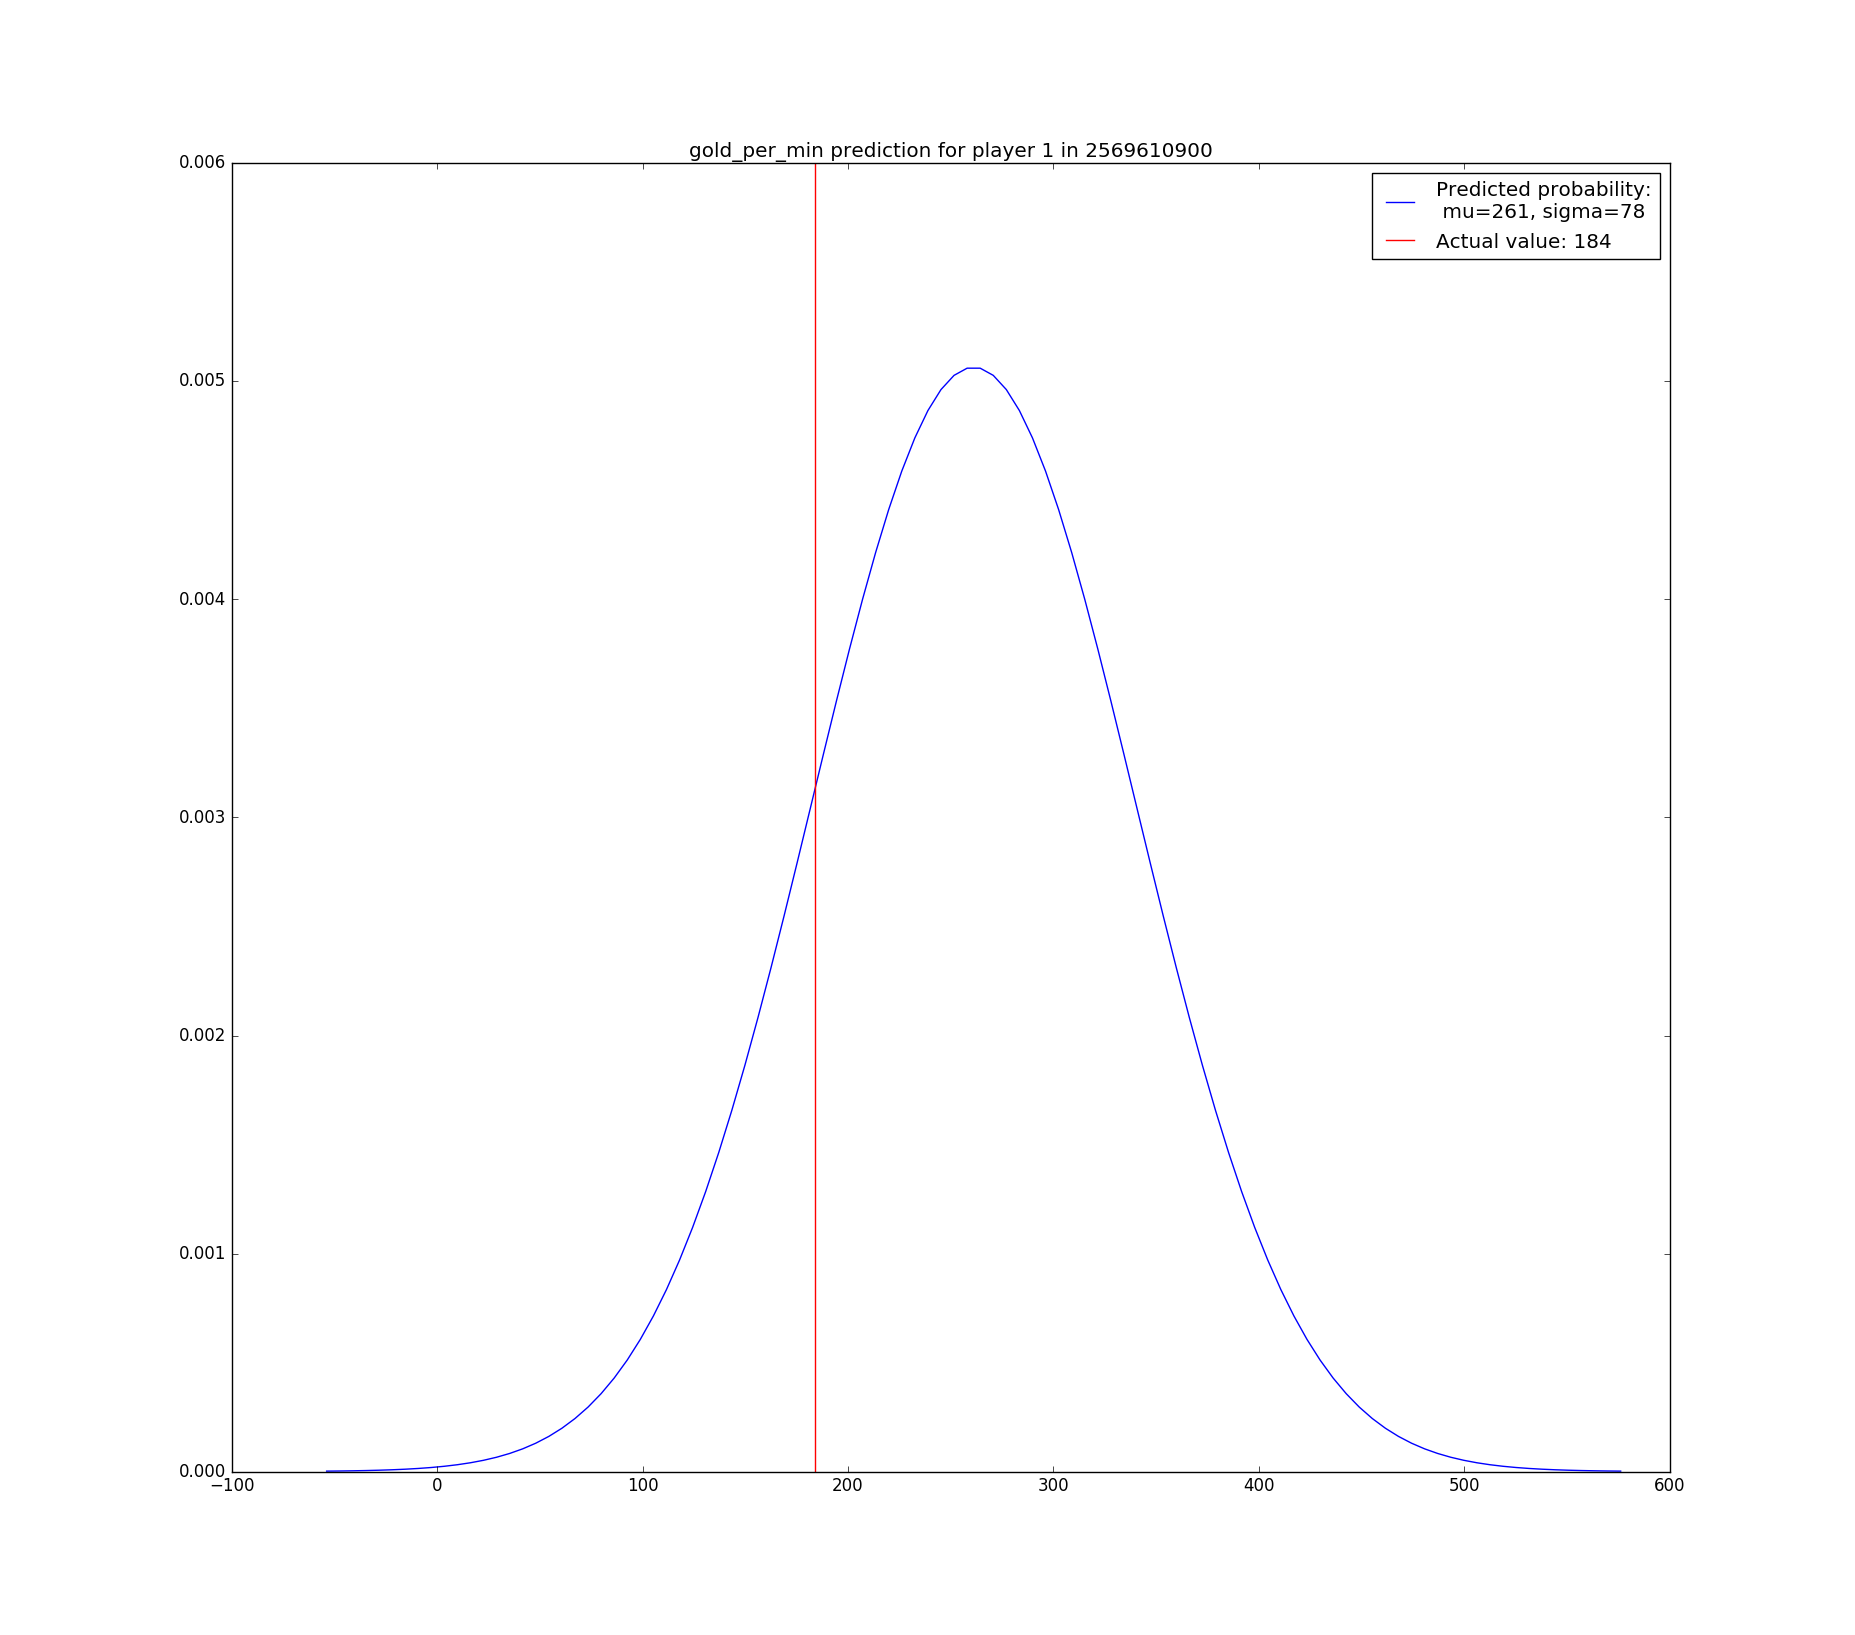 gold_per_min prediction for player 1 in 2569610900
Predicted probability:
mu=261, sigma=78
Actual value: 184
0.006
0.005
0.004
0.003
0.002
0.001
0.000
−100 0 100 200 300 400 500 600